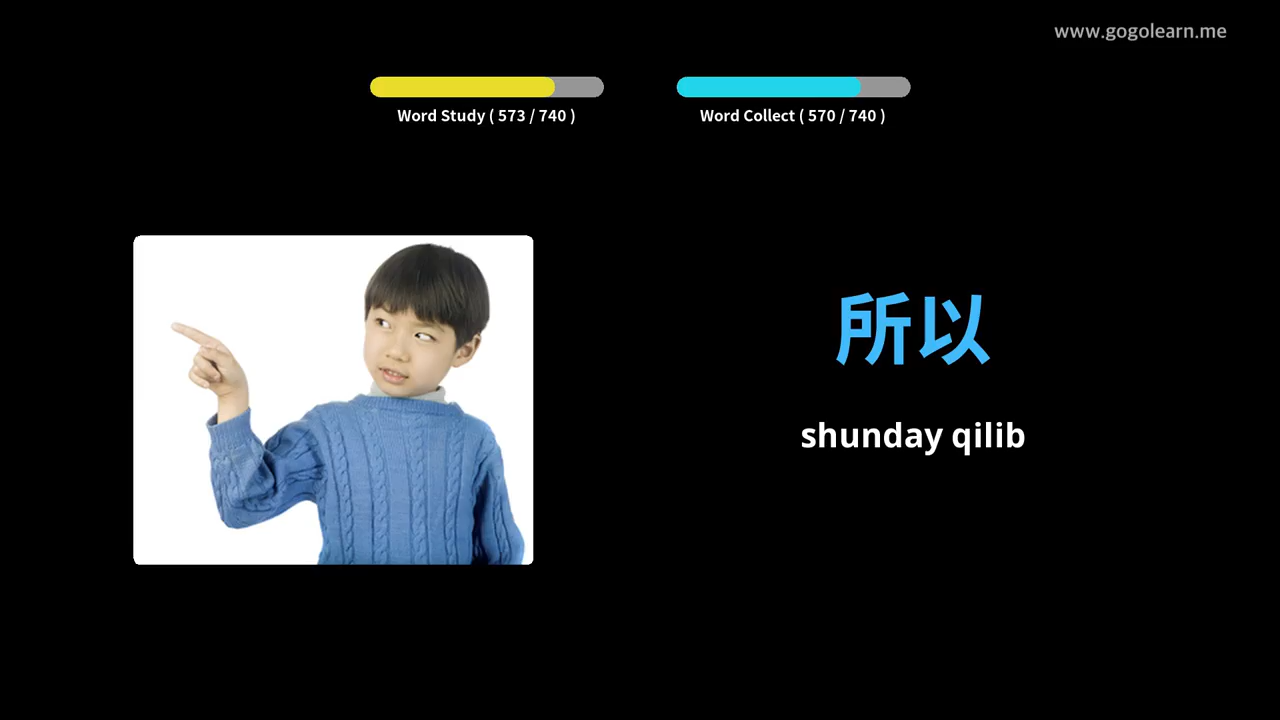 www.gogolearn.me
Word Study ( 573 / 740 )
Word Collect ( 570 / 740 )
所以
shunday qilib